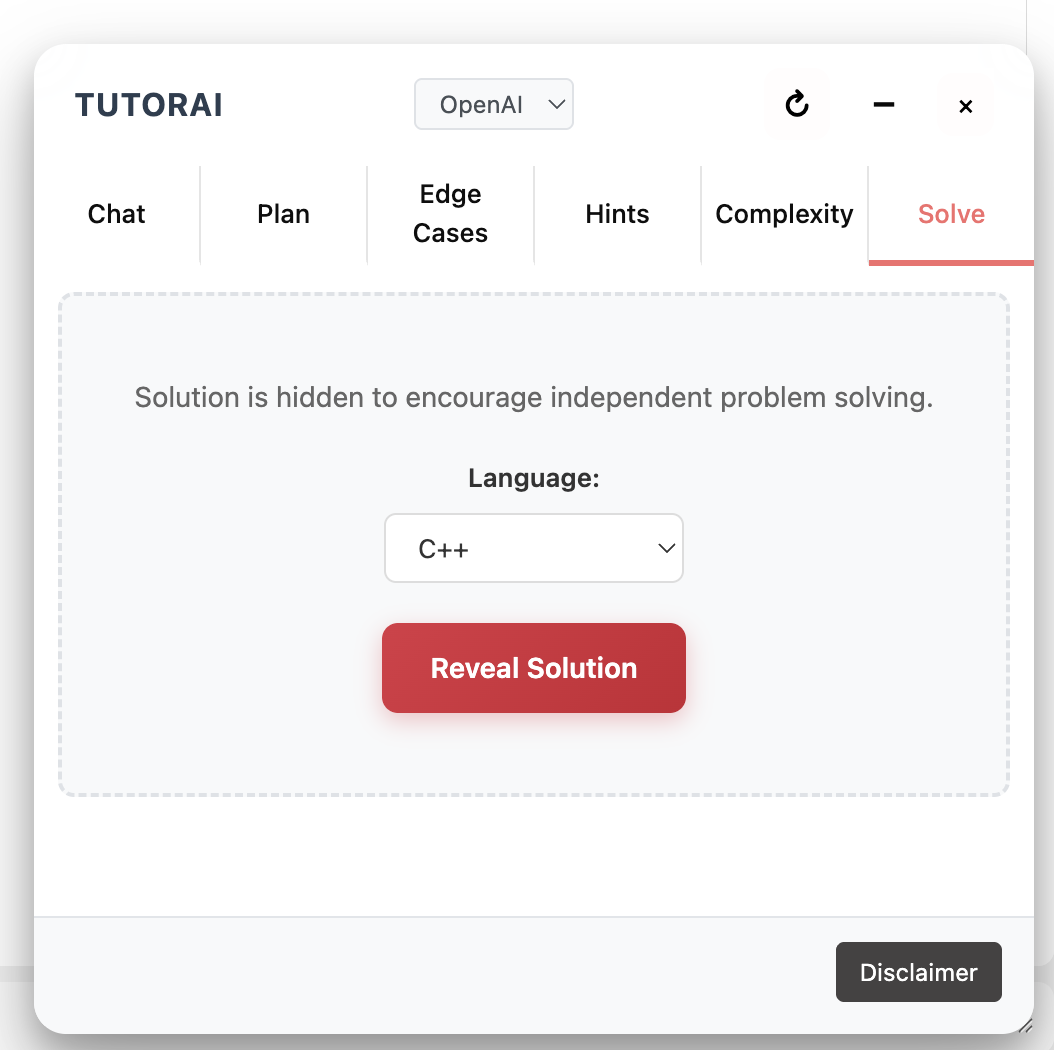 TUTORAI
OpenAI
Chat
Plan
Edge
Cases
Hints
Complexity
Solve
Solution is hidden to encourage independent problem solving.
Language:
C++
Reveal Solution
Disclaimer